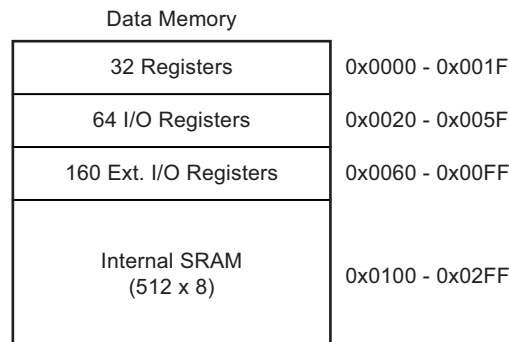 Data Memory
32 Registers 0x0000 - 0x001F
64 I/O Registers 0x0020 - 0x005F
160 Ext. I/O Registers 0x0060 - 0x00FF
Internal SRAM
(512 x 8) 0x0100 - 0x02FF